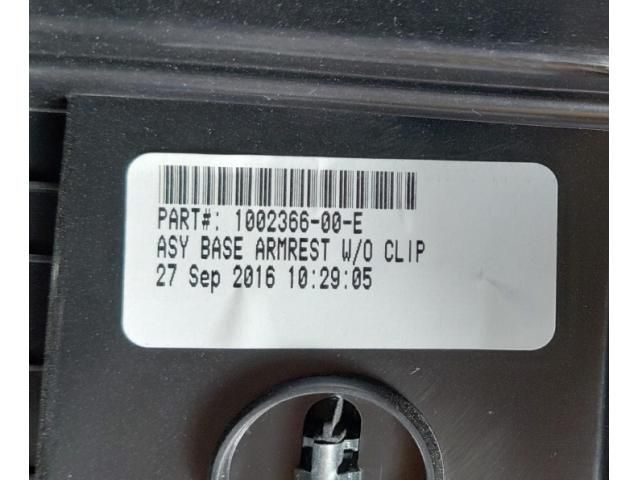 PART#: 1002366-00-E
ASY BASE ARMREST W/O CLIP
27 Sep 2016 10:29:05